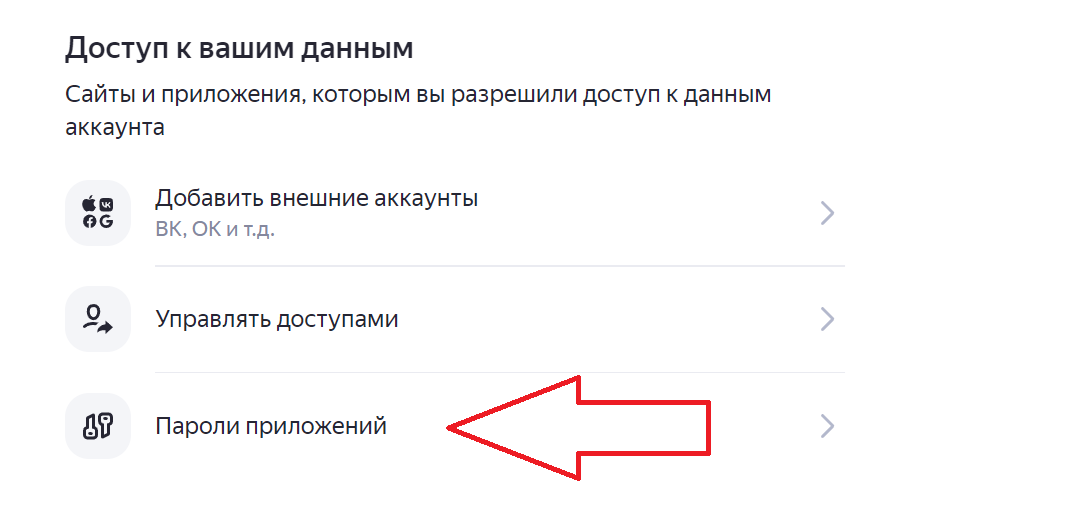 Доступ к вашим данным
Сайты и приложения, которым вы разрешили доступ к данным
аккаунта
Добавить внешние аккаунты
ВК, ОК и т.д.
Управлять доступами
Пароли приложений